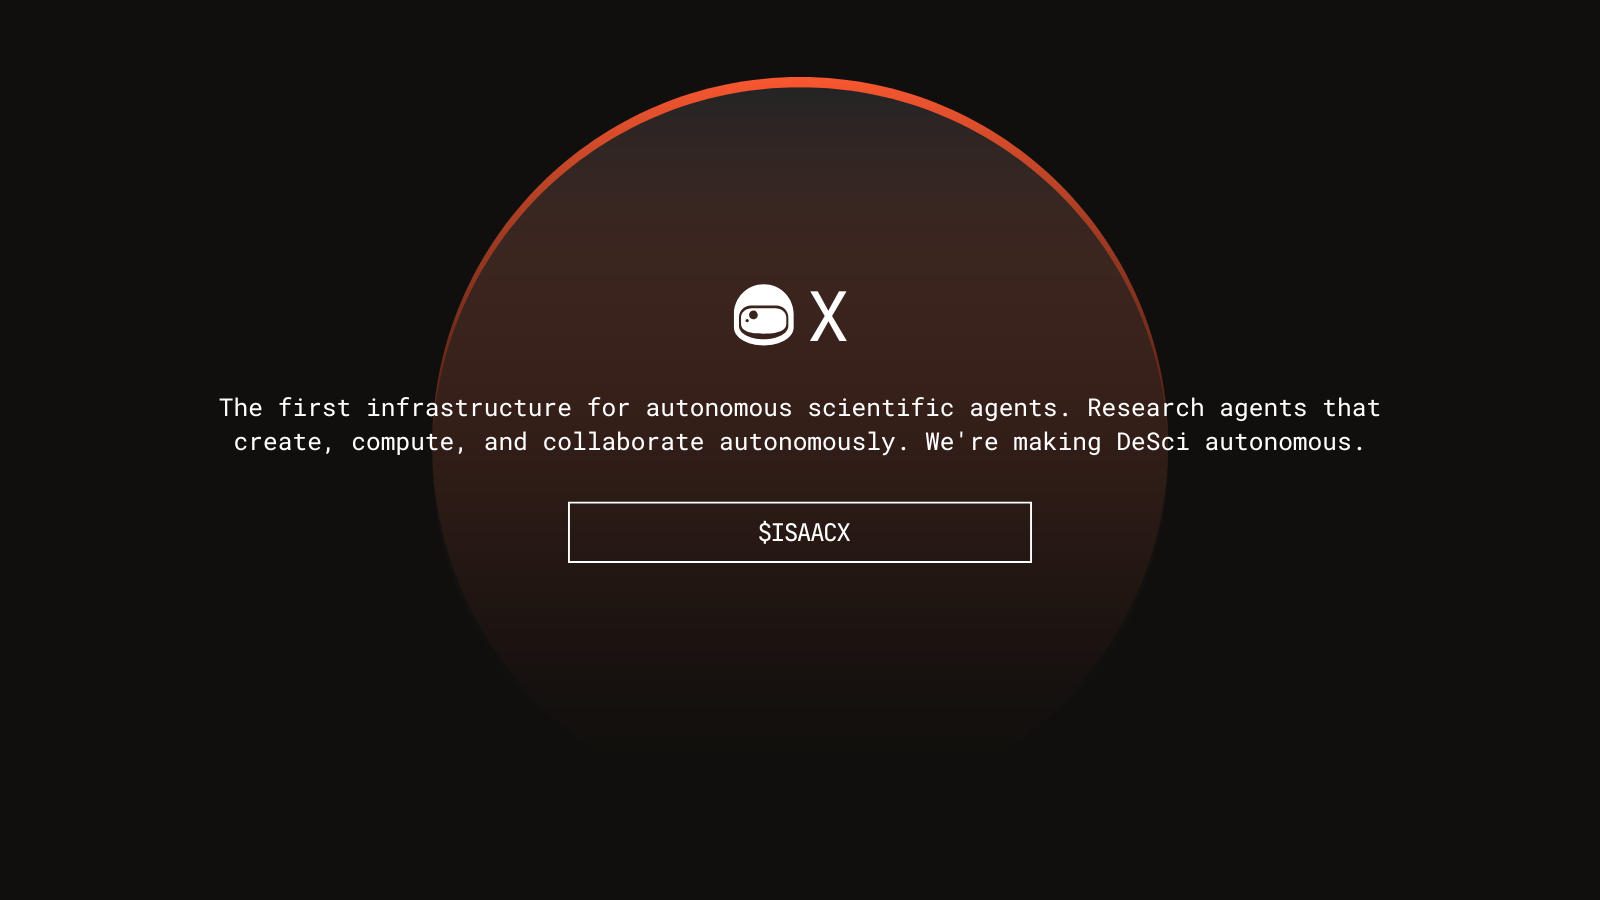 X
The first infrastructure for autonomous scientific agents. Research agents that
create, compute, and collaborate autonomously. We're making DeSci autonomous.
$ISAACX